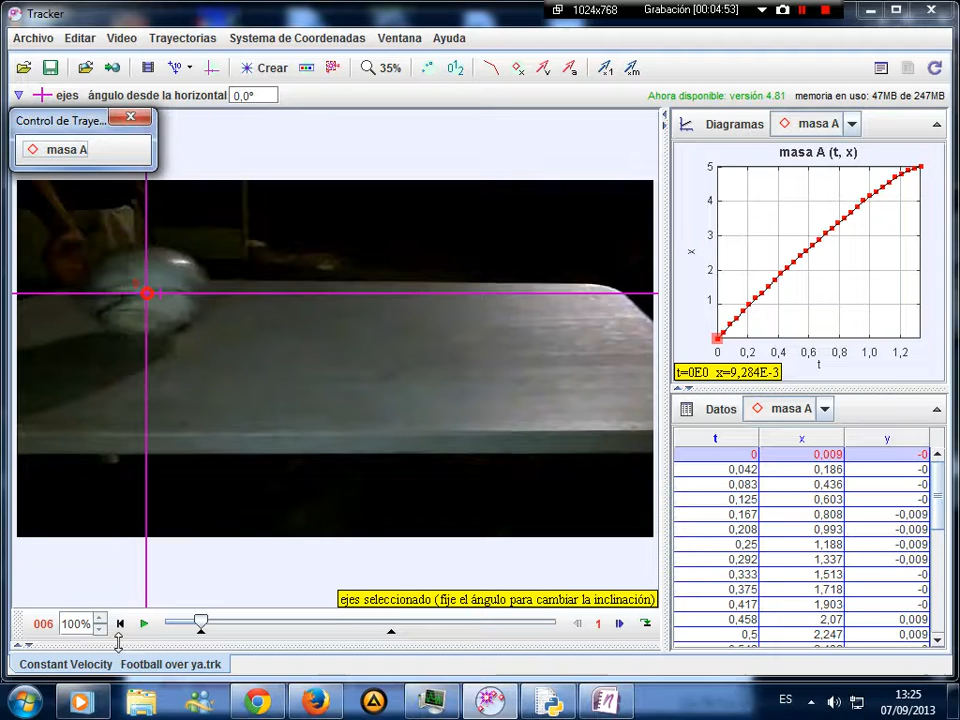 Tracker
1024x768 Grabación [00:04:53]
Archivo Editar Video Trayectorias Sistema de Coordenadas Ventana Ayuda
Crear 35%
ejes ángulo desde la horizontal 0,0º Ahora disponible: versión 4.81 memoria en uso: 47MB de 247MB
Control de Traye...
masa A
Diagramas masa A
masa A (t, x)
5
4
3
2
1
x
0 0,2 0,4 0,6 0,8 1,0 1,2
t
t=0E0 x=9,284E-3
Datos masa A
t x y
0 0,009 -0
0,042 0,186 -0
0,083 0,436 -0
0,125 0,603 -0
0,167 0,808 -0,009
0,208 0,993 -0,009
0,25 1,188 -0,009
0,292 1,337 -0,009
0,333 1,513 -0
0,375 1,718 -0
0,417 1,903 -0
0,458 2,07 0,009
0,5 2,247 0,009
ejes seleccionado (fije el ángulo para cambiar la inclinación)
006 100% 1
Constant Velocity Football over ya.trk
ES 13:25
07/09/2013